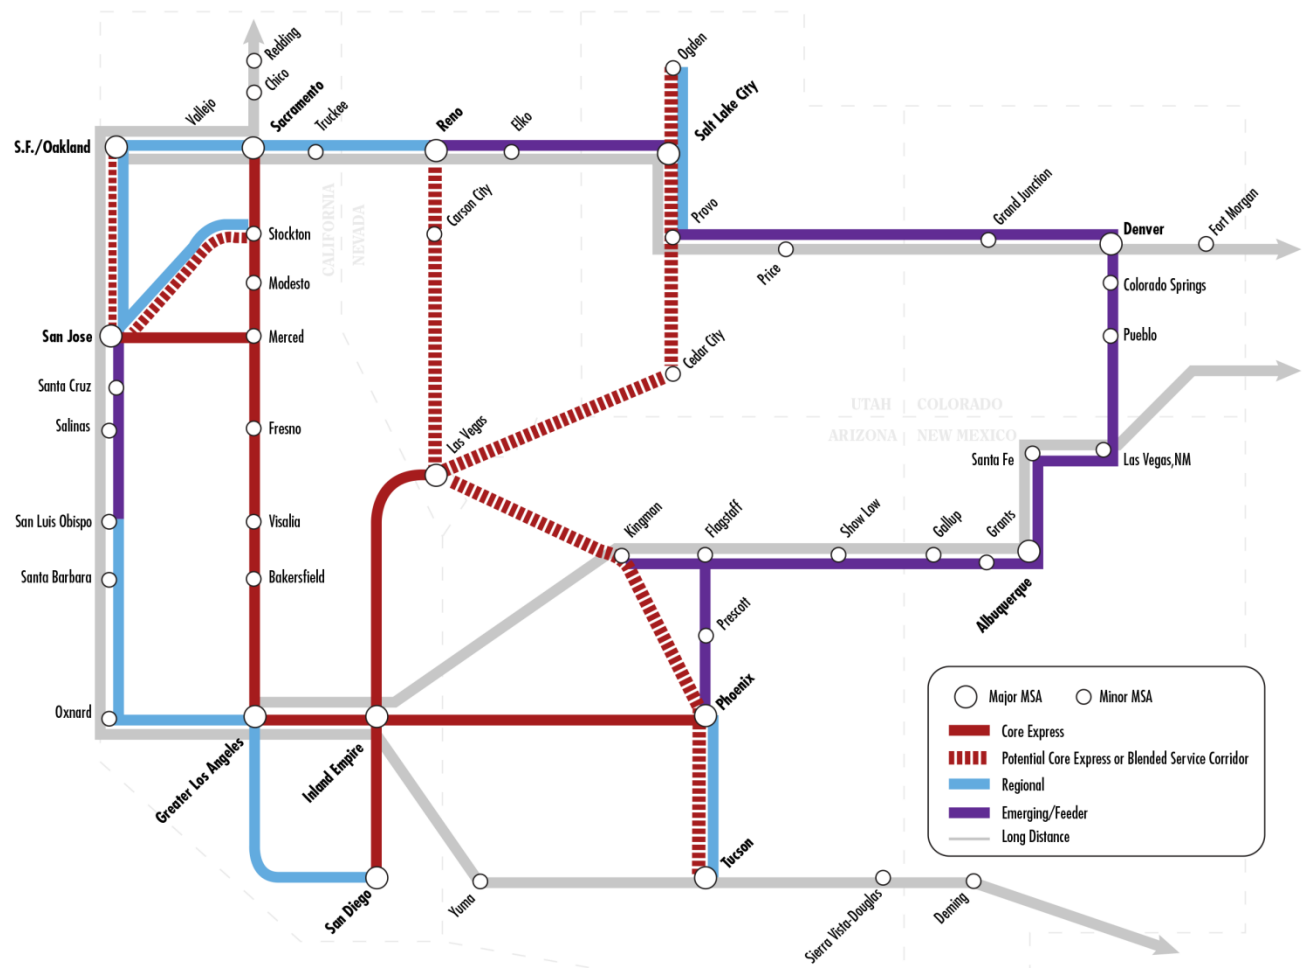 Redding
Chico
Vallejo
Sacramento
Truckee
Reno
Elko
Ogden
Salt Lake City
S.F./Oakland
CALIFORNIA
NEVADA
Carson City
Provo
Grand Junction
Denver
Fort Morgan
Stockton
Price
Modesto
Colorado Springs
San Jose
Merced
Pueblo
Cedar City
Santa Cruz
UTAH
COLORADO
Salinas
Fresno
Las Vegas
ARIZONA
NEW MEXICO
Santa Fe
Las Vegas,NM
San Luis Obispo
Visalia
Kingman
Flagstaff
Show Low
Gallup
Grants
Santa Barbara
Bakersfield
Albuquerque
Prescott
Oxnard
Phoenix
Greater Los Angeles
Inland Empire
San Diego
Yuma
Tucson
Sierra Vista-Douglas
Deming
Major MSA
Minor MSA
Core Express
Potential Core Express or Blended Service Corridor
Regional
Emerging/Feeder
Long Distance